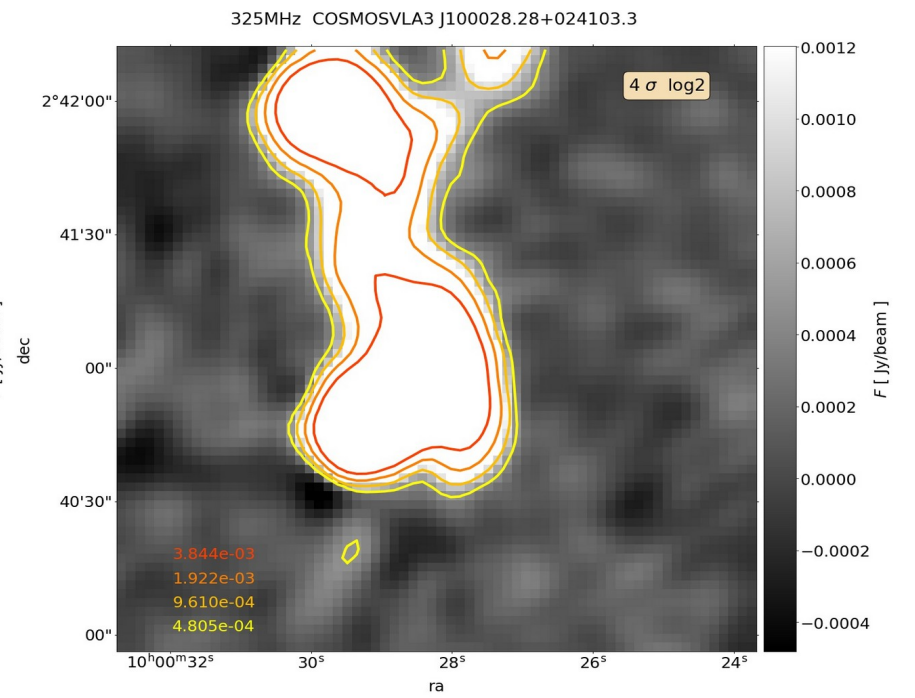 325MHz COSMOSVLA3 J100028.28+024103.3
4 σ log2
2°42'00"
41'30"
00"
40'30"
00"
dec
3.844e-03
1.922e-03
9.610e-04
4.805e-04
10h00m32s
30s
28s
26s
24s
ra
0.0012
0.0010
0.0008
0.0006
0.0004
0.0002
0.0000
−0.0002
−0.0004
F [ Jy/beam ]